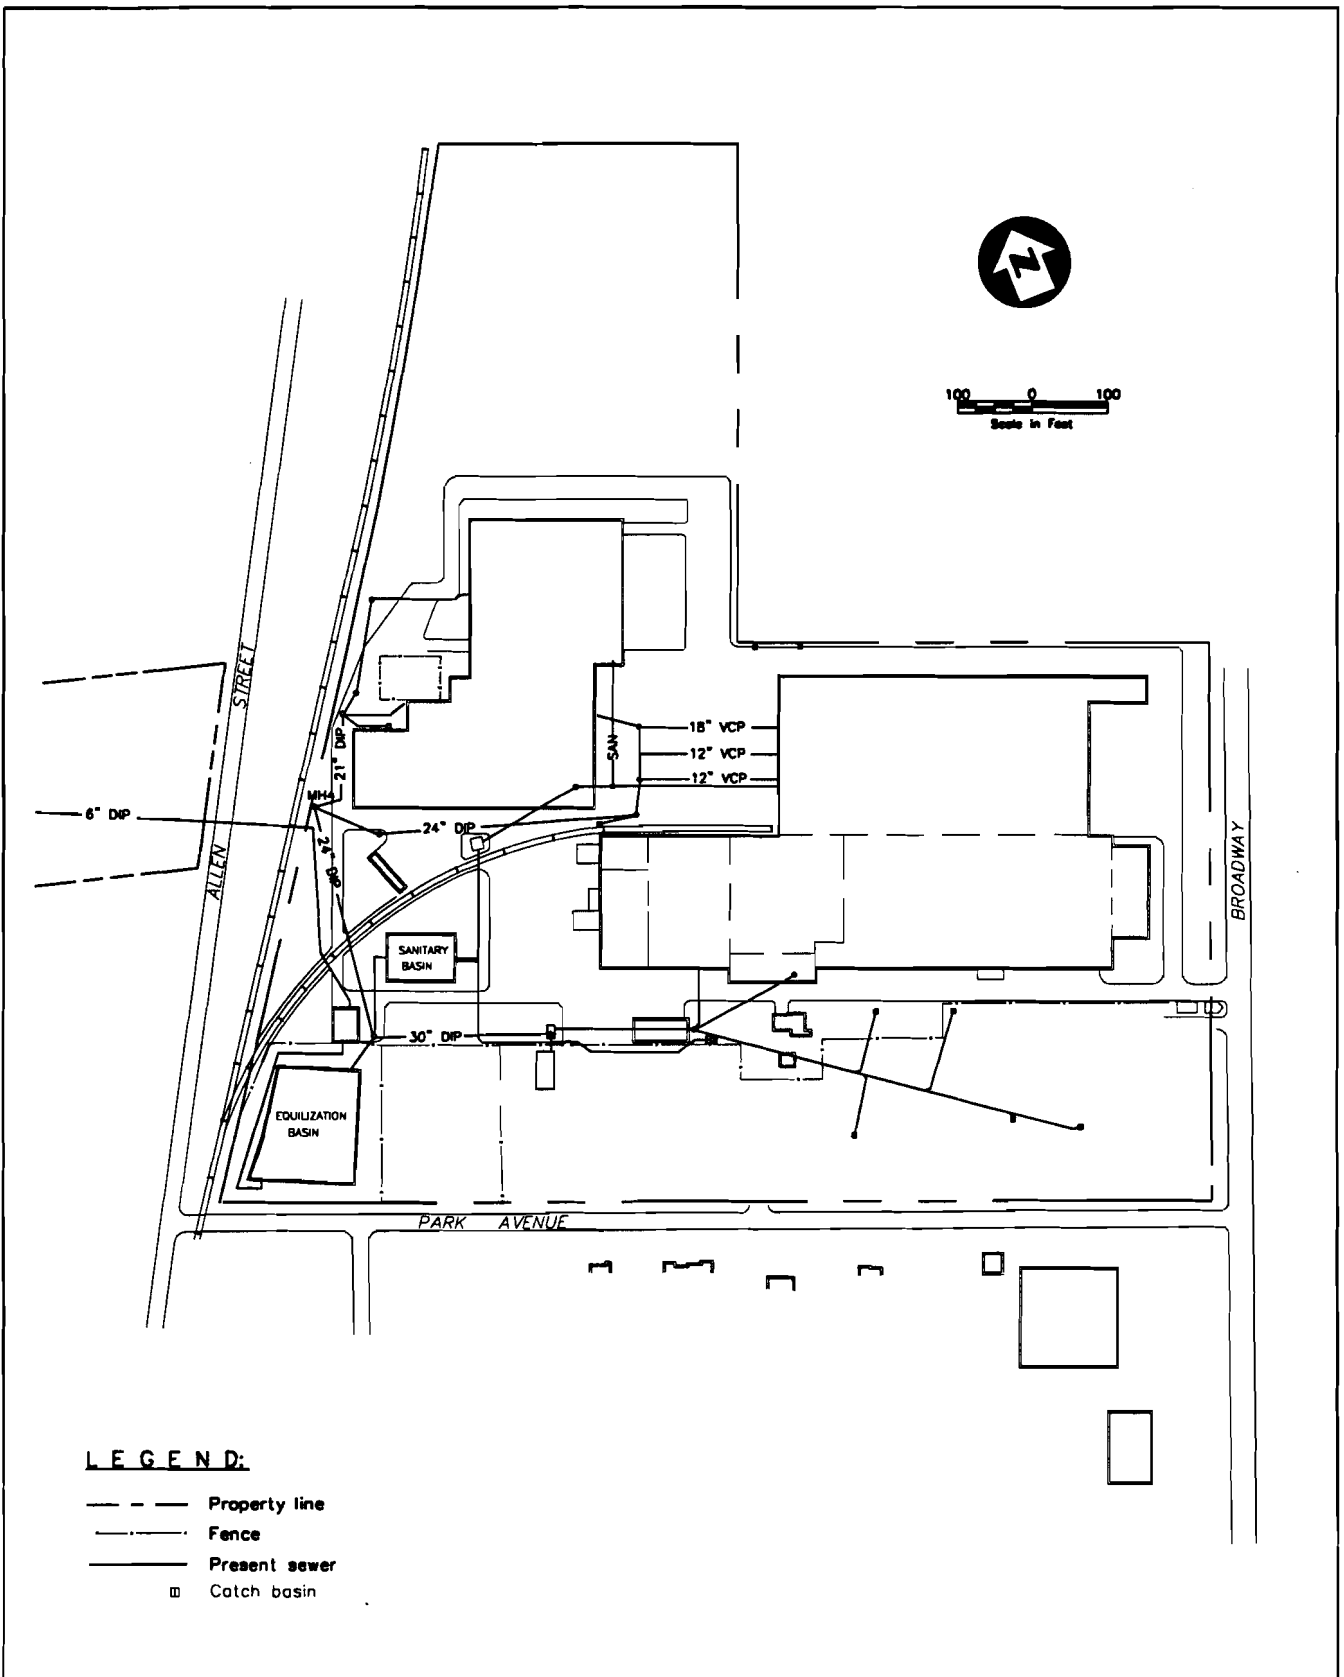 N
100 0 100
Scale in Feet
STREET
ALLEN
18" VCP
12" VCP
12" VCP
SAN
21" DIP
MH4
6" DIP
24" DIP
24" DIP
BROADWAY
SANITARY
BASIN
30" DIP
EQUILIZATION
BASIN
PARK AVENUE
LEGEND:
Property line
Fence
Present sewer
Catch basin